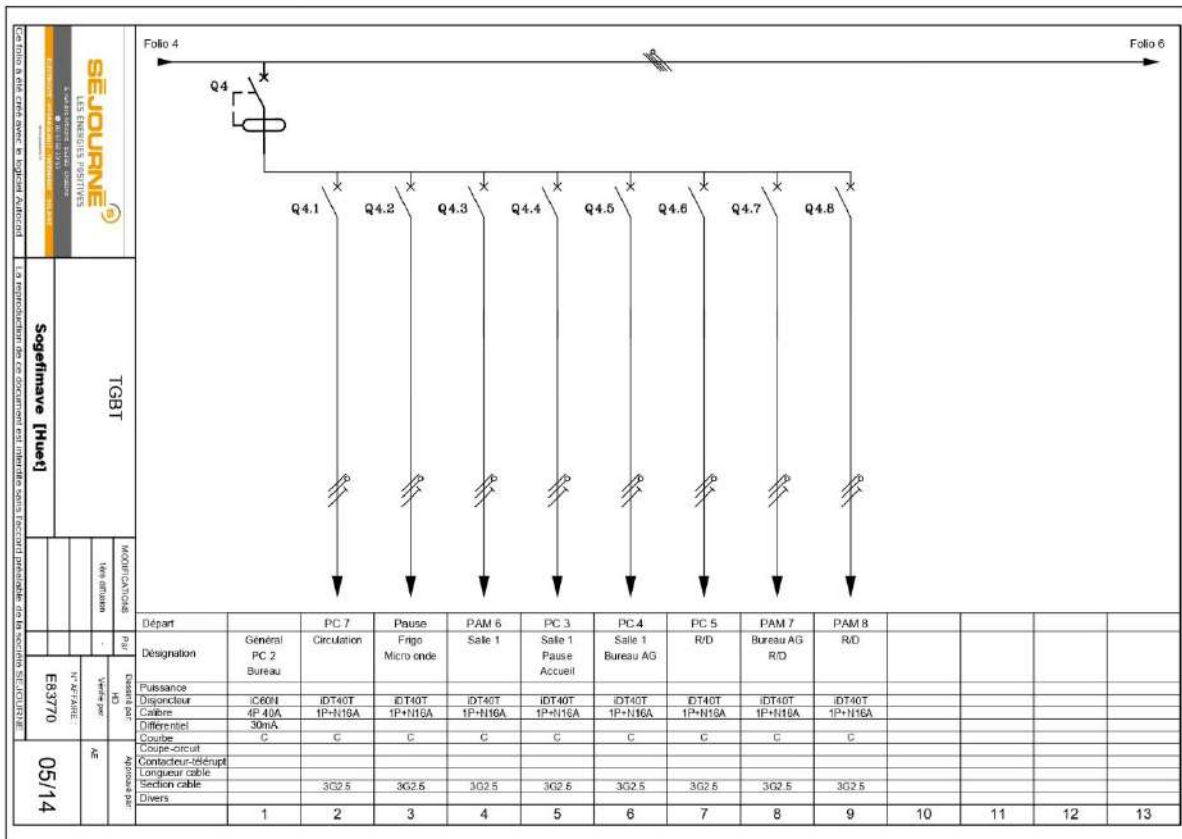 Folio 4
Folio 6
Q4
Q4.1
Q4.2
Q4.3
Q4.4
Q4.5
Q4.6
Q4.7
Q4.8
Départ PC 7 Pause PAM 6 PC 3 PC 4 PC 5 PAM 7 PAM 8
Désignation
Général Circulation Frigo Salle 1 Salle 1 Salle 1 R/D Bureau AG R/D
PC 2 Micro onde Pause Bureau AG R/D
Bureau Accueil
Puissance
Disjoncteur iC60N iDT40T iDT40T iDT40T iDT40T iDT40T iDT40T iDT40T iDT40T
Calibre 4P 40A 1P+N16A 1P+N16A 1P+N16A 1P+N16A 1P+N16A 1P+N16A 1P+N16A 1P+N16A
Différentiel 30mA
Courbe C C C C C C C C C
Coupe-circuit
Contacteur-télérupt
Longueur cable
Section cable 3G2.5 3G2.5 3G2.5 3G2.5 3G2.5 3G2.5 3G2.5 3G2.5
Divers
1 2 3 4 5 6 7 8 9 10 11 12 13
SÉJOURNÉ
LES ÉNERGIES POSITIVES
TGBT
Sogefimave [Huet]
MODIFICATIONS Par
1ère diffusion -
Dessiné par:
HD
Vérifié par:
Approuvé par:
AE
N° AFFAIRE:
E83770
05/14
Ce folio a été crée avec le logiciel Autocad
La reproduction de ce document est interdite sans l'accord préalable de la société SEJOURNE